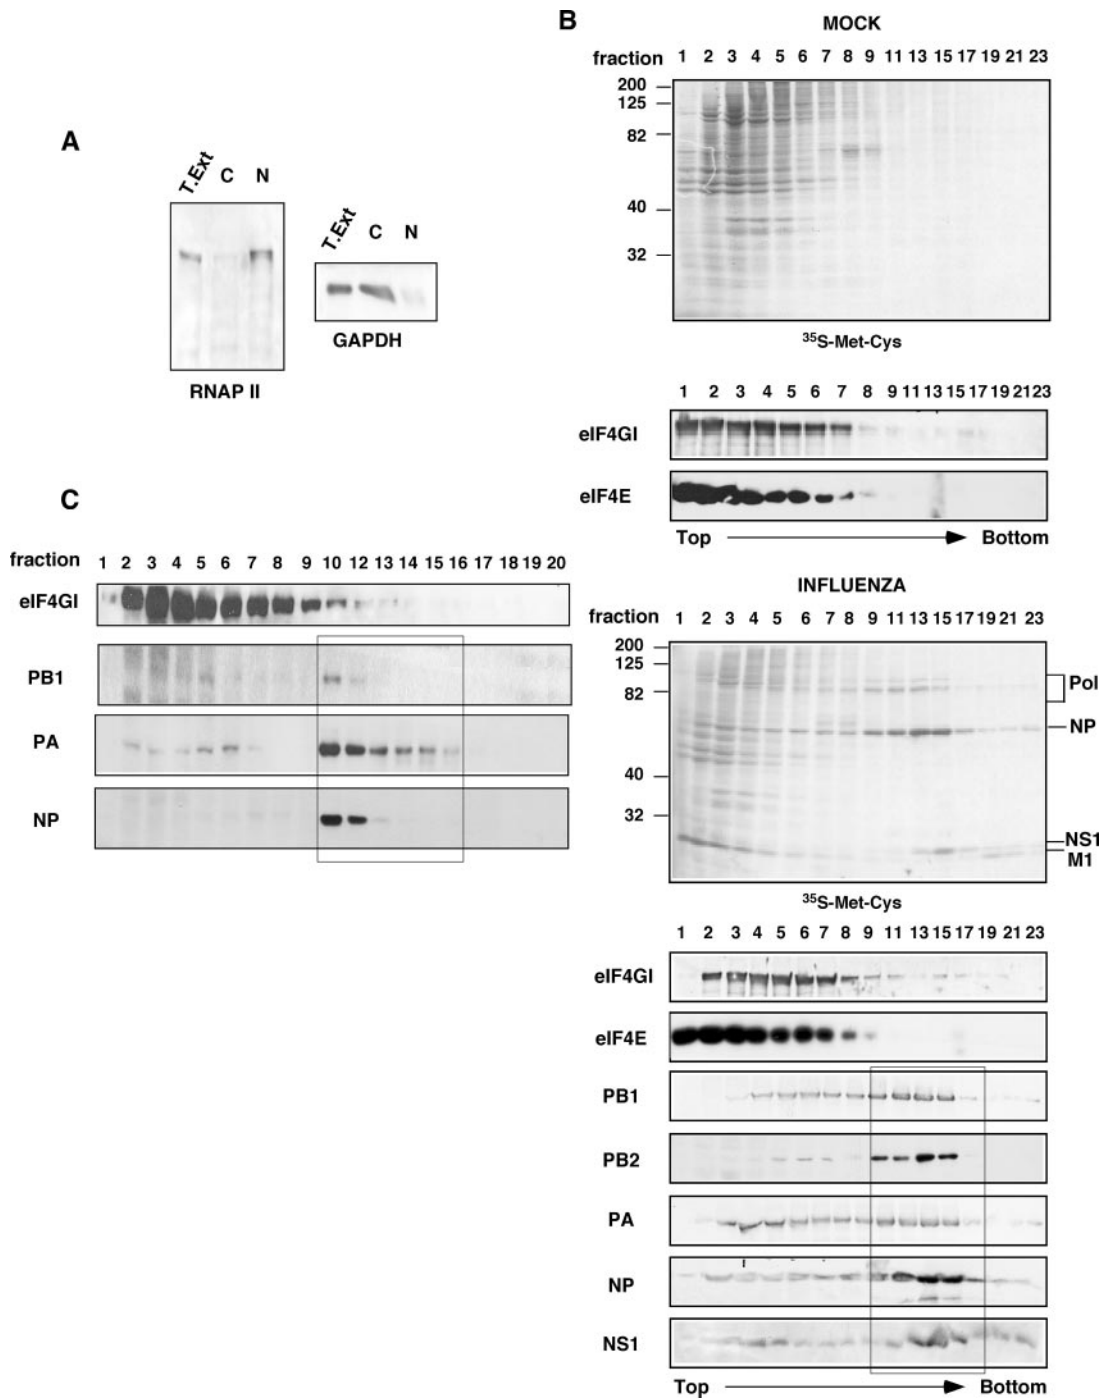 A
T.Ext C N
RNAP II
T.Ext C N
GAPDH
B
MOCK
fraction 1 2 3 4 5 6 7 8 9 11 13 15 17 19 21 23
200
125
82
40
32
35S-Met-Cys
1 2 3 4 5 6 7 8 9 11 13 15 17 19 21 23
eIF4GI
eIF4E
Top Bottom
INFLUENZA
fraction 1 2 3 4 5 6 7 8 9 11 13 15 17 19 21 23
200
125
82
40
32
Pol
NP
NS1
M1
35S-Met-Cys
1 2 3 4 5 6 7 8 9 11 13 15 17 19 21 23
eIF4GI
eIF4E
PB1
PB2
PA
NP
NS1
Top Bottom
C
fraction 1 2 3 4 5 6 7 8 9 10 12 13 14 15 16 17 18 19 20
eIF4GI
PB1
PA
NP